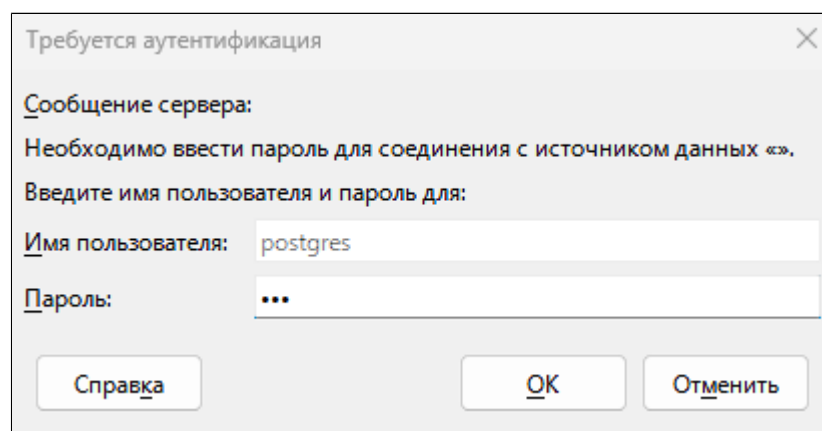 Требуется аутентификация
Сообщение сервера:
Необходимо ввести пароль для соединения с источником данных «».
Введите имя пользователя и пароль для:
Имя пользователя: postgres
Пароль: •••
Справка ОК Отменить